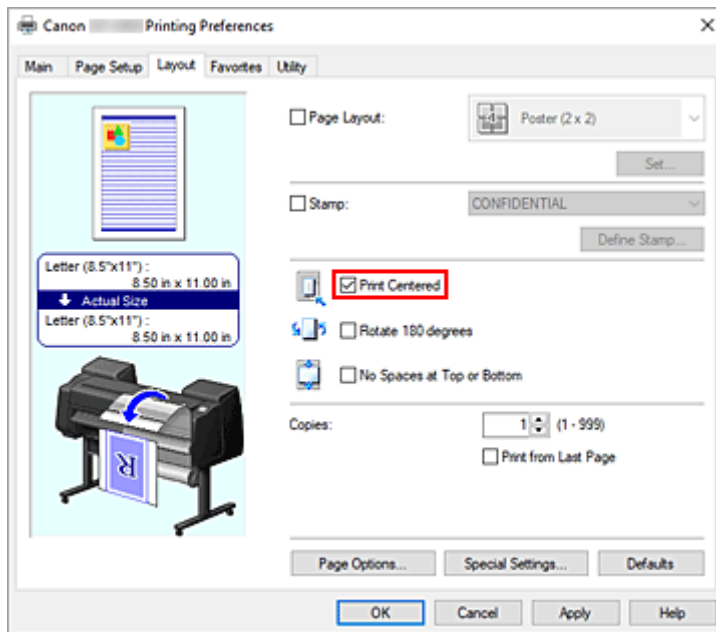 Canon Printing Preferences
Main Page Setup Layout Favorites Utility
Page Layout:
4
Poster (2 x 2)
Set...
Stamp:
CONFIDENTIAL
Define Stamp...
Letter (8.5"x11") :
8.50 in x 11.00 in
Actual Size
Letter (8.5"x11") :
8.50 in x 11.00 in
Print Centered
Rotate 180 degrees
No Spaces at Top or Bottom
R
Copies:
1 (1 - 999)
Print from Last Page
Page Options... Special Settings... Defaults
OK Cancel Apply Help